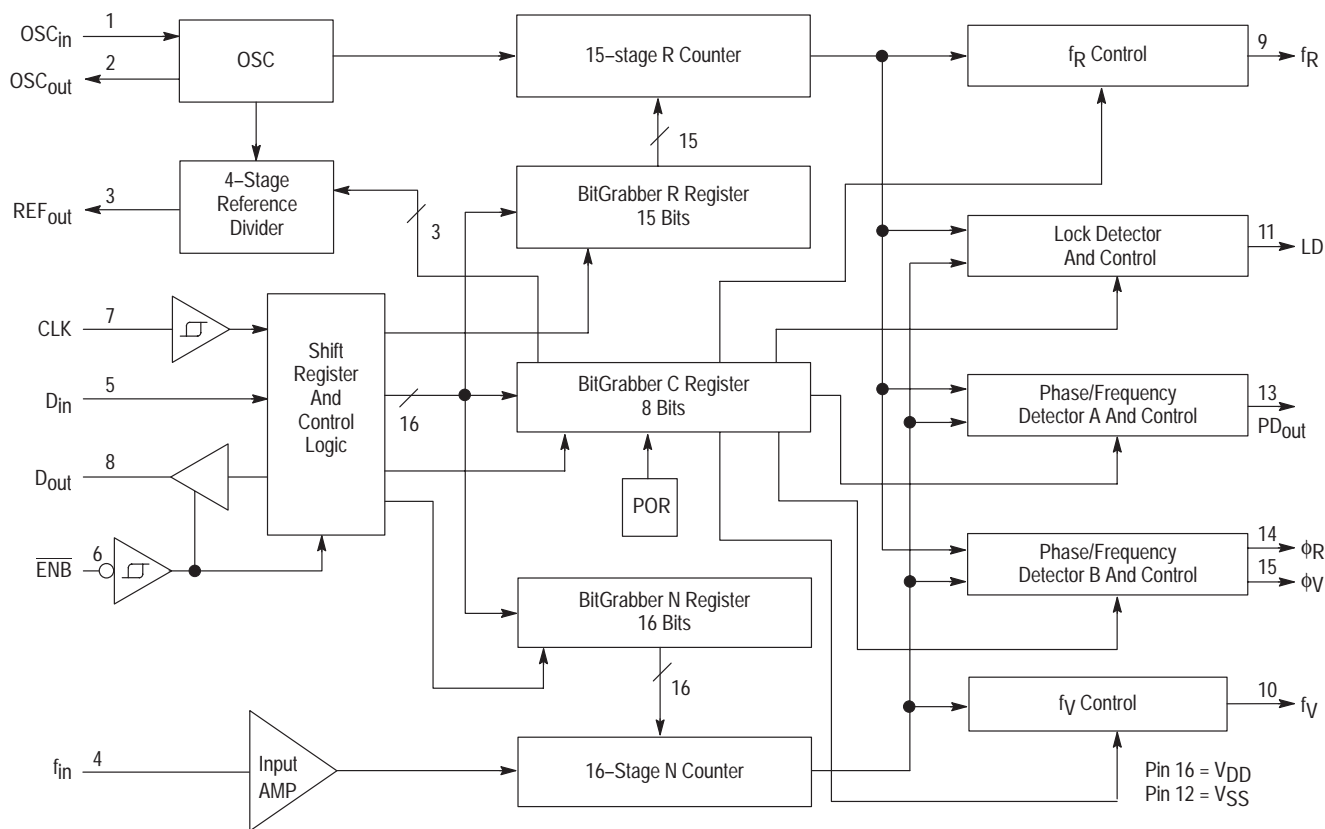 OSCin
1
OSCout
2
OSC
15–stage R Counter
fR Control
9
fR
15
REFout
3
4–Stage
Reference
Divider
3
BitGrabber R Register
15 Bits
Lock Detector
And Control
11
LD
CLK
7
Din
5
Dout
8
ENB
6
Shift
Register
And
Control
Logic
16
BitGrabber C Register
8 Bits
POR
Phase/Frequency
Detector A And Control
13
PDout
Phase/Frequency
Detector B And Control
14
ϕR
15
ϕV
BitGrabber N Register
16 Bits
16
fin
4
Input
AMP
16–Stage N Counter
fV Control
10
fV
Pin 16 = VDD
Pin 12 = VSS